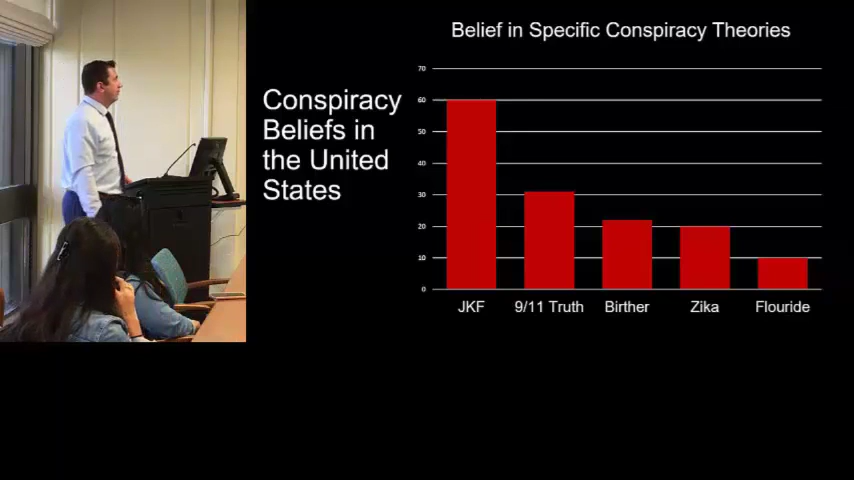 Belief in Specific Conspiracy Theories
Conspiracy
Beliefs in
the United
States
70
60
50
40
30
20
10
0
JKF 9/11 Truth Birther Zika Flouride